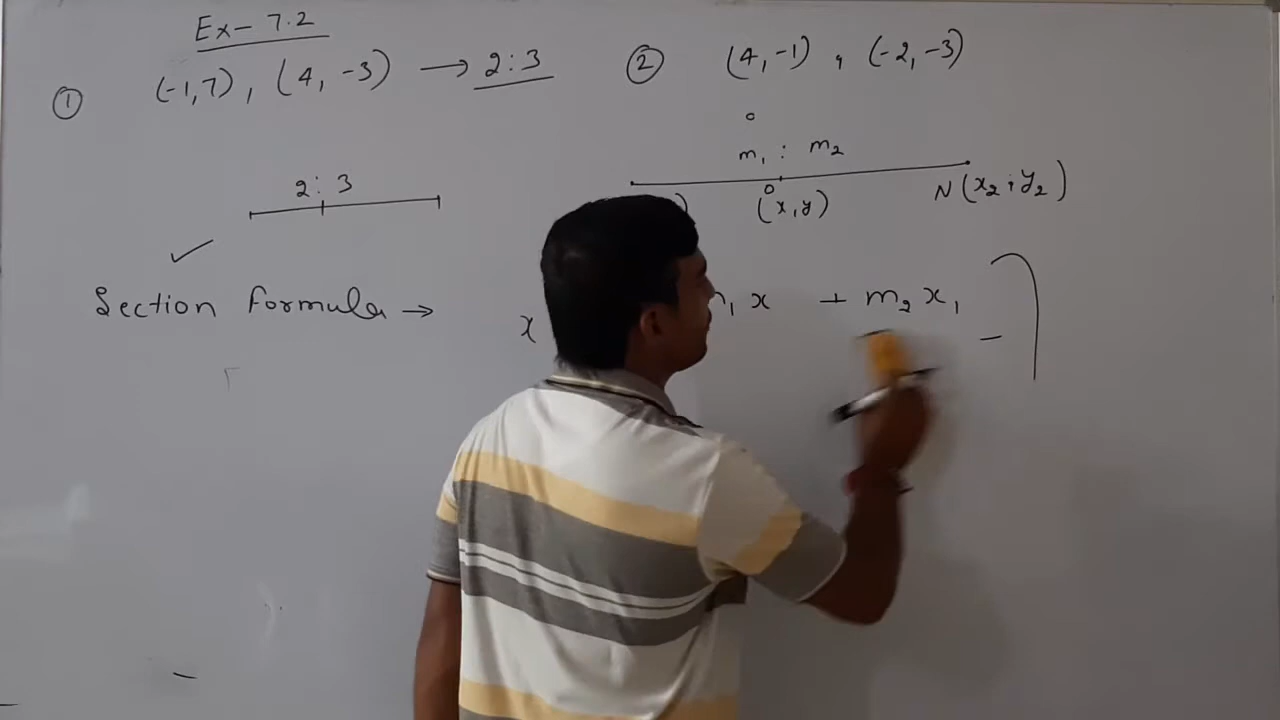 Ex- 7.2
① (-1,7), (4, -3) → 2:3
② (4,-1), (-2,-3)
2:3
m₁ : m₂
(x,y)
N(x₂, y₂)
Section formula →
x
₁ x + m₂ x₁